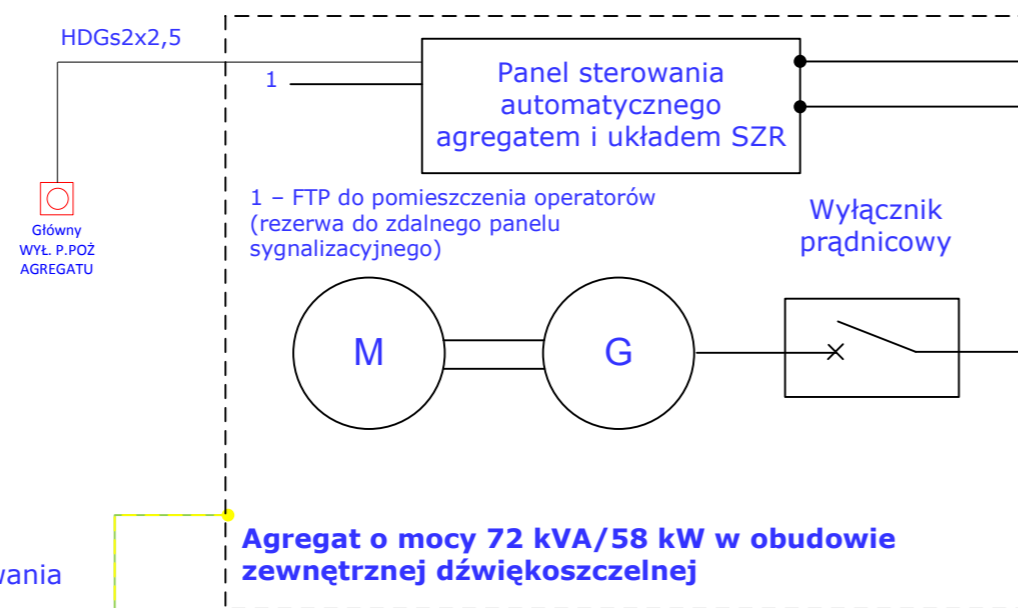 HDGs2x2,5
1
Panel sterowania
automatycznego
agregatem i układem SZR
Główny
WYŁ. P.POŻ
AGREGATU
1 – FTP do pomieszczenia operatorów
(rezerwa do zdalnego panelu
sygnalizacyjnego)
Wyłącznik
prądnicowy
M
G
Agregat o mocy 72 kVA/58 kW w obudowie
zewnętrznej dźwiękoszczelnej
wania